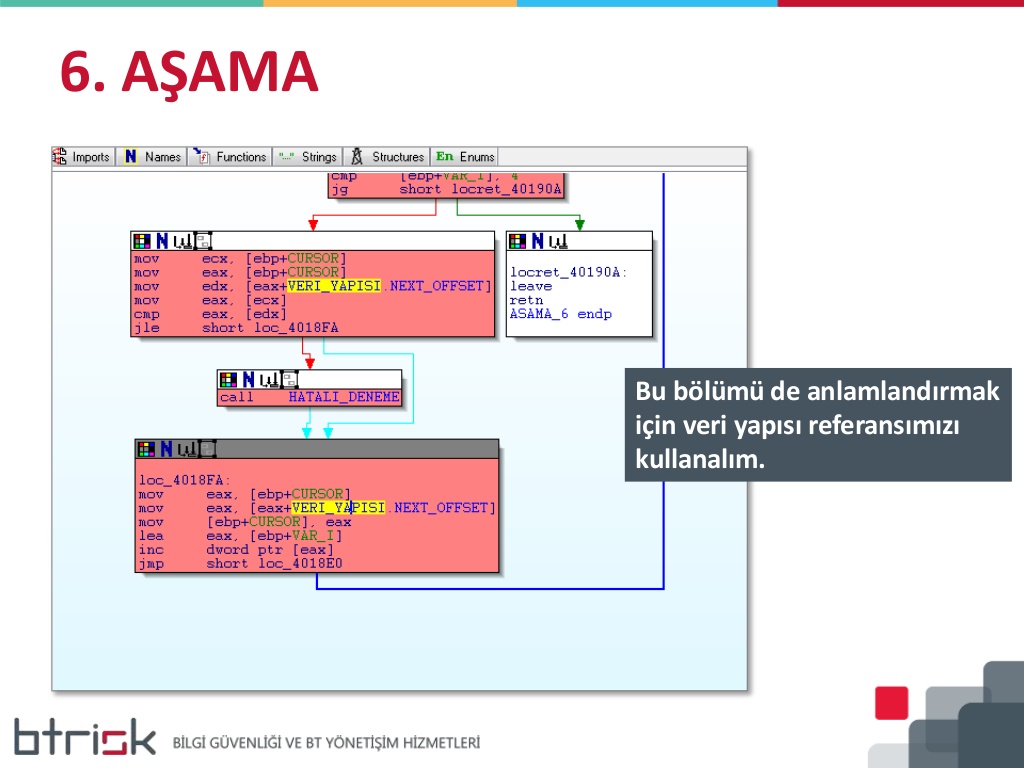 6. AŞAMA
Imports N Names Functions "..." Strings Structures En Enums
cmp [ebp+VAR_I], 4
jg short locret_40190A
mov ecx, [ebp+CURSOR]
mov eax, [ebp+CURSOR]
mov edx, [eax+VERI_YAPISI.NEXT_OFFSET]
mov eax, [ecx]
cmp eax, [edx]
jle short loc_4018FA
locret_40190A:
leave
retn
ASAMA_6 endp
call HATALI_DENEME
Bu bölümü de anlamlandırmak
için veri yapısı referansımızı
kullanalım.
loc_4018FA:
mov eax, [ebp+CURSOR]
mov eax, [eax+VERI_YAPISI.NEXT_OFFSET]
mov [ebp+CURSOR], eax
lea eax, [ebp+VAR_I]
inc dword ptr [eax]
jmp short loc_4018E0
btrisk BİLGİ GÜVENLİĞİ VE BT YÖNETİŞİM HİZMETLERİ